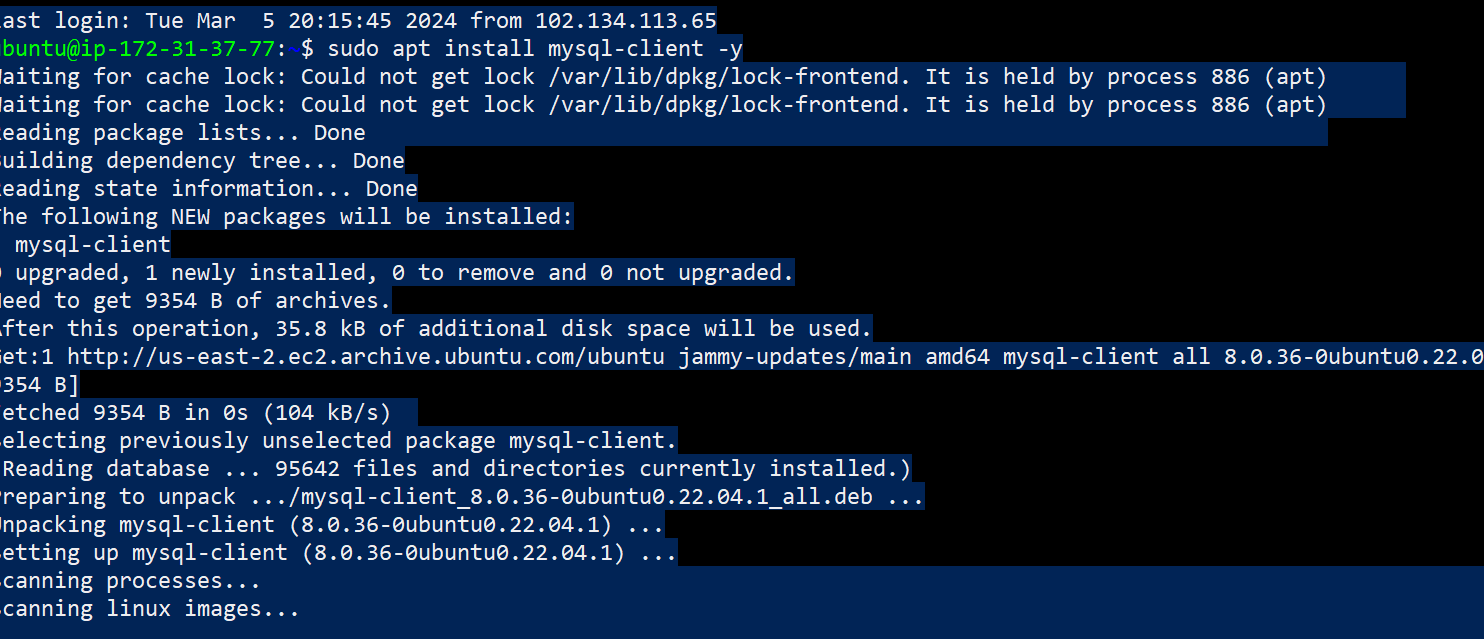 ast login: Tue Mar  5 20:15:45 2024 from 102.134.113.65
buntu@ip-172-31-37-77:~$ sudo apt install mysql-client -y
aiting for cache lock: Could not get lock /var/lib/dpkg/lock-frontend. It is held by process 886 (apt)
aiting for cache lock: Could not get lock /var/lib/dpkg/lock-frontend. It is held by process 886 (apt)
eading package lists... Done
uilding dependency tree... Done
eading state information... Done
he following NEW packages will be installed:
  mysql-client
0 upgraded, 1 newly installed, 0 to remove and 0 not upgraded.
eed to get 9354 B of archives.
fter this operation, 35.8 kB of additional disk space will be used.
et:1 http://us-east-2.ec2.archive.ubuntu.com/ubuntu jammy-updates/main amd64 mysql-client all 8.0.36-0ubuntu0.22.0
354 B]
etched 9354 B in 0s (104 kB/s)
electing previously unselected package mysql-client.
(Reading database ... 95642 files and directories currently installed.)
reparing to unpack .../mysql-client_8.0.36-0ubuntu0.22.04.1_all.deb ...
npacking mysql-client (8.0.36-0ubuntu0.22.04.1) ...
etting up mysql-client (8.0.36-0ubuntu0.22.04.1) ...
canning processes...
canning linux images...